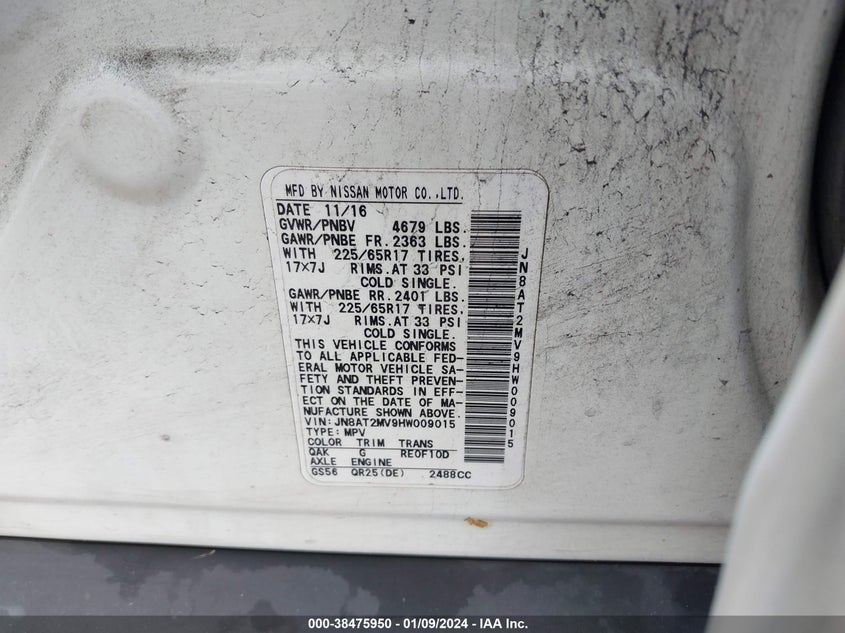 MFD BY NISSAN MOTOR CO.,LTD.
DATE 11/16
GVWR/PNBV 4679 LBS.
GAWR/PNBE FR. 2363 LBS.
WITH 225/65R17 TIRES,
17×7J RIMS.AT 33 PSI
COLD SINGLE.
GAWR/PNBE RR. 2401 LBS.
WITH 225/65R17 TIRES,
17×7J RIMS.AT 33 PSI
COLD SINGLE.
THIS VEHICLE CONFORMS
TO ALL APPLICABLE FED-
ERAL MOTOR VEHICLE SA-
FETY AND THEFT PREVEN-
TION STANDARDS IN EFF-
ECT ON THE DATE OF MA-
NUFACTURE SHOWN ABOVE.
VIN: JN8AT2MV9HW009015
TYPE: MPV
COLOR TRIM TRANS
QAK G RE0F10D
AXLE ENGINE
GS56 QR25(DE) 2488CC
JN8AT2MV9HW009015
000-38475950 - 01/09/2024 - IAA Inc.